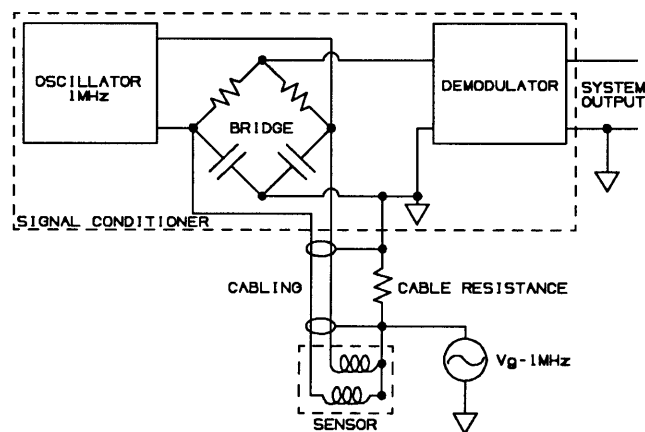 OSCILLATOR
1MHz
BRIDGE
DEMODULATOR
SYSTEM
OUTPUT
SIGNAL CONDITIONER
CABLING
CABLE RESISTANCE
Vg-1MHz
SENSOR